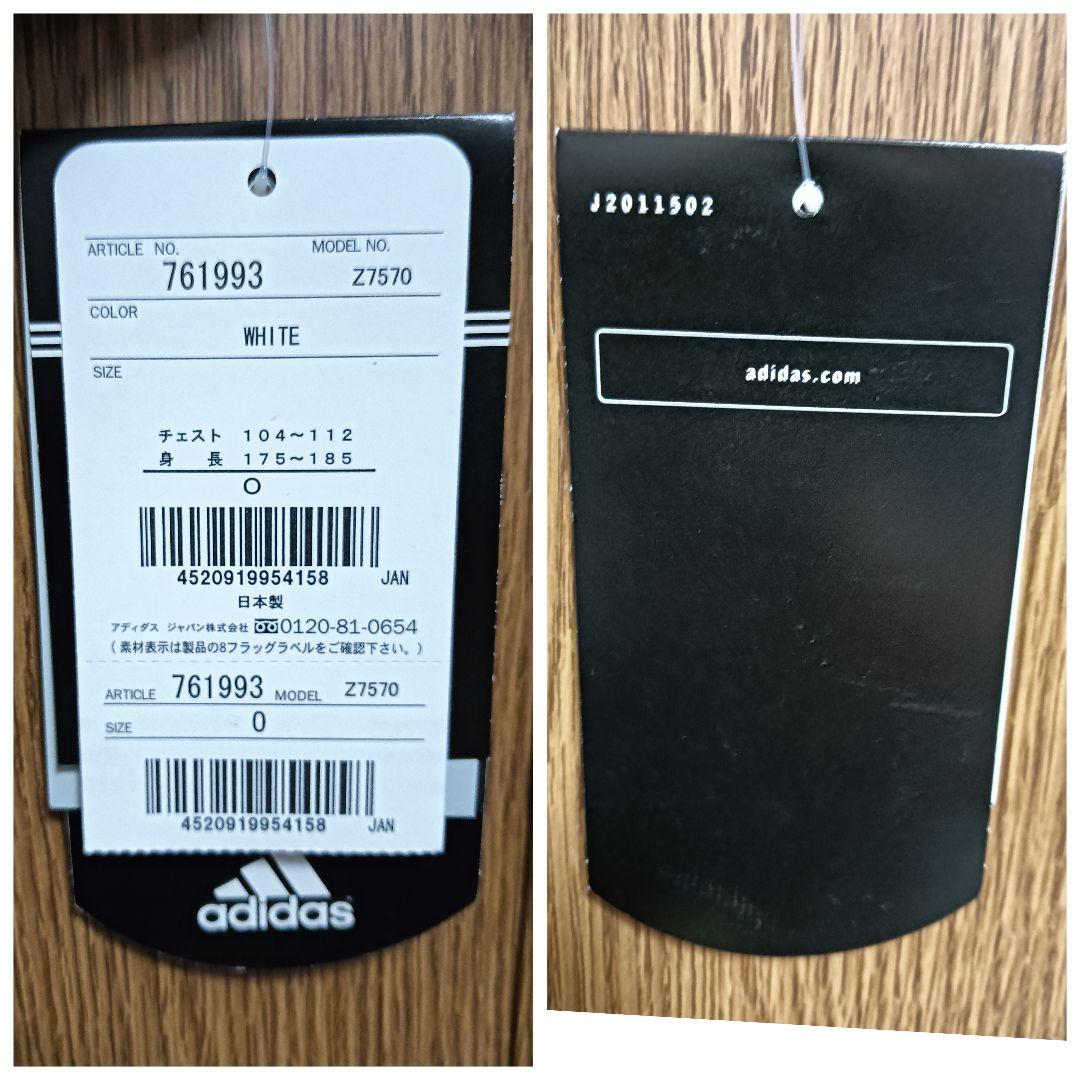 ARTICLE NO. MODEL NO.
761993 Z7570
COLOR
WHITE
SIZE
チェスト 104～112
身 長 175～185
O
4520919954158 JAN
日本製
アディダス ジャパン株式会社 0120-81-0654
(素材表示は製品の8フラッグラベルをご確認下さい。)
ARTICLE 761993 MODEL Z7570
SIZE O
4520919954158 JAN
adidas
J2011502
adidas.com